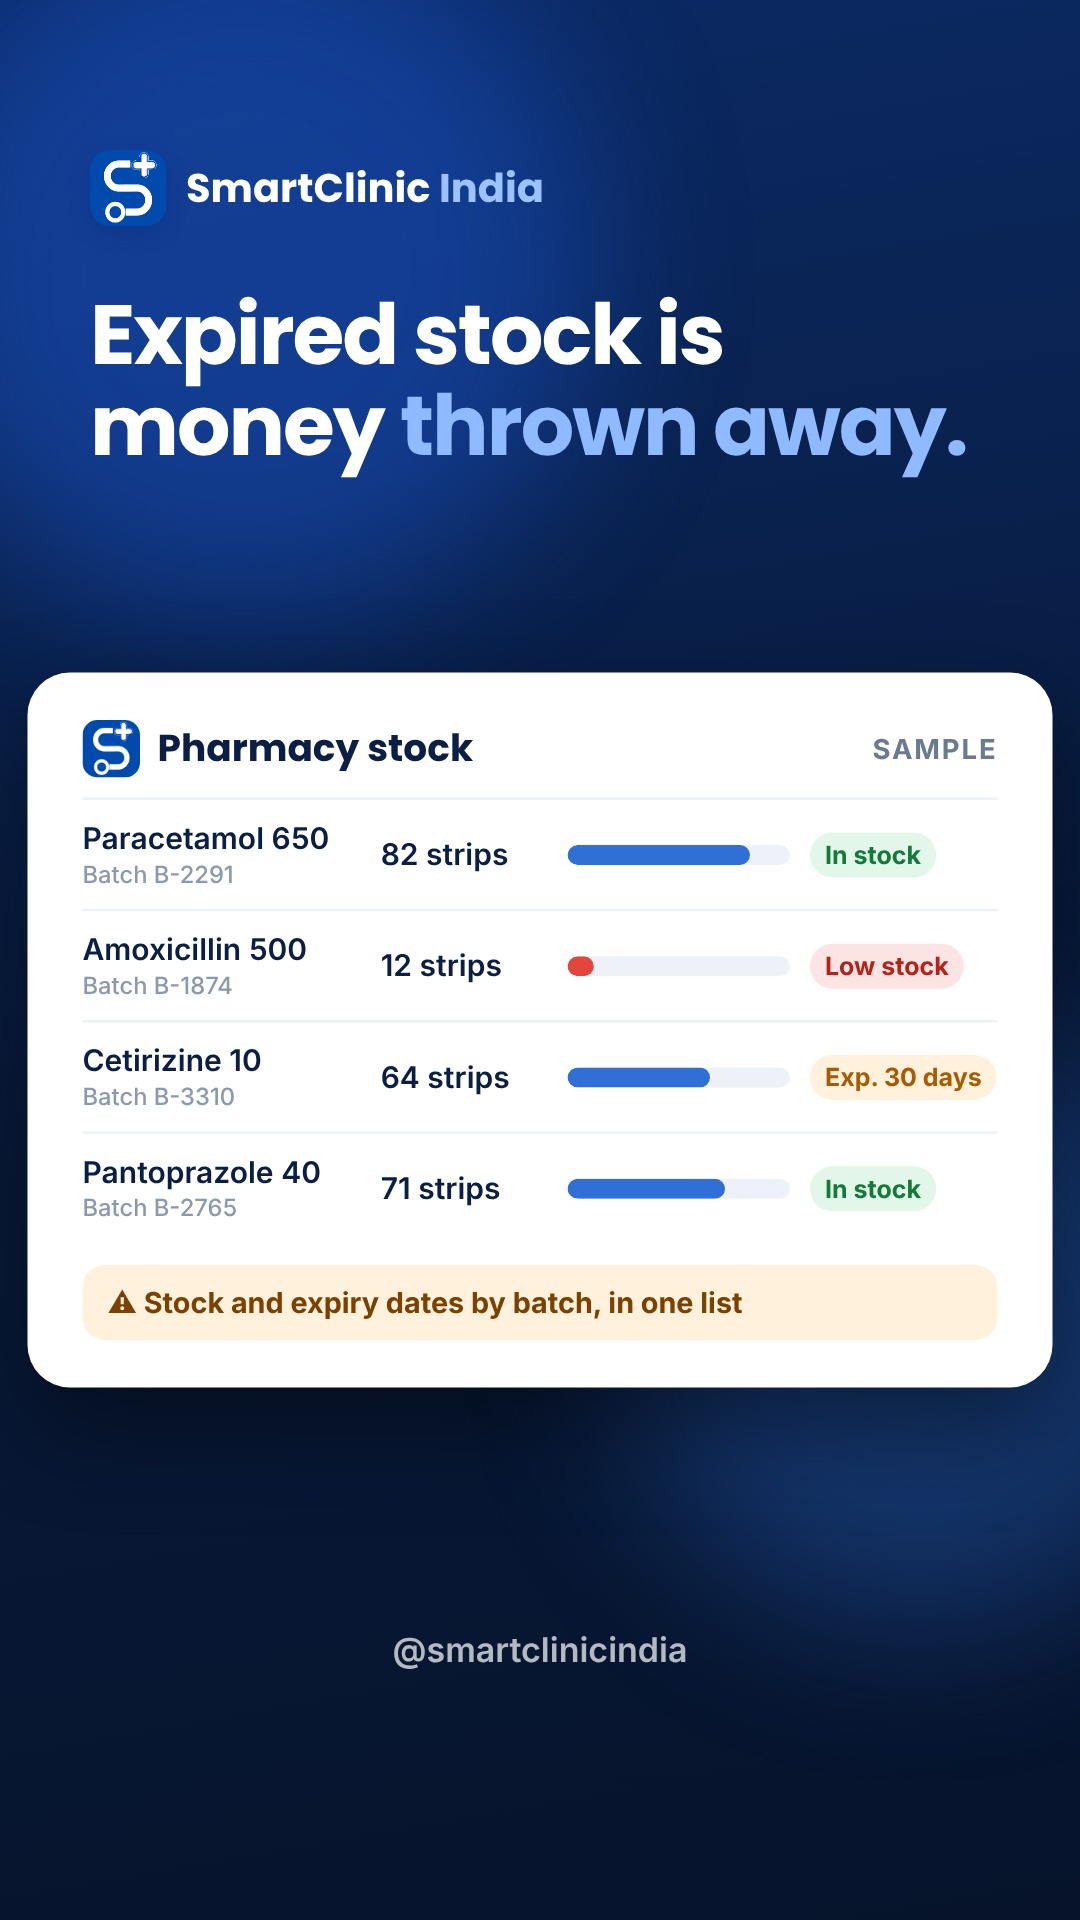 SmartClinic India
Expired stock is
money thrown away.
Pharmacy stock
SAMPLE
Paracetamol 650
Batch B-2291
82 strips
In stock
Amoxicillin 500
Batch B-1874
12 strips
Low stock
Cetirizine 10
Batch B-3310
64 strips
Exp. 30 days
Pantoprazole 40
Batch B-2765
71 strips
In stock
⚠ Stock and expiry dates by batch, in one list
@smartclinicindia